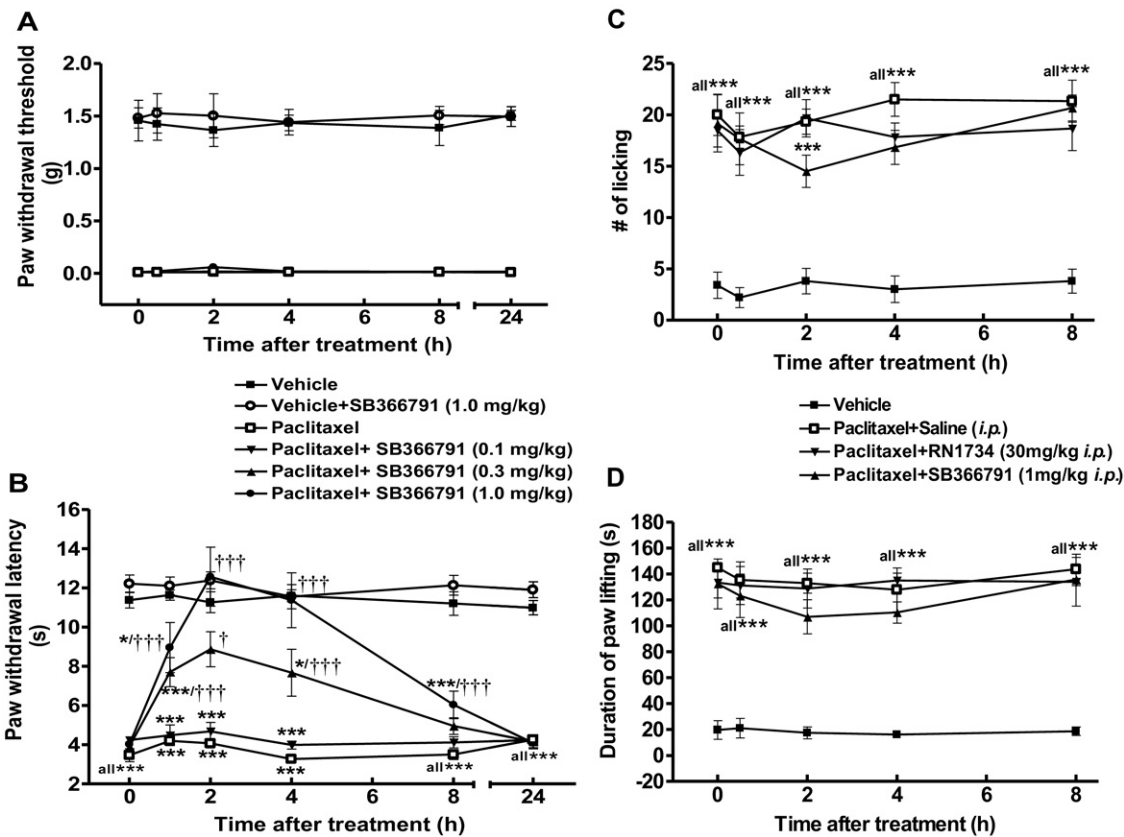 A
Paw withdrawal threshold
(g)
2.0
1.5
1.0
0.5
0.0
0
2
4
6
8
24
Time after treatment (h)
Vehicle
Vehicle+SB366791 (1.0 mg/kg)
Paclitaxel
Paclitaxel+ SB366791 (0.1 mg/kg)
Paclitaxel+ SB366791 (0.3 mg/kg)
Paclitaxel+ SB366791 (1.0 mg/kg)
B
Paw withdrawal latency
(s)
16
14
12
10
8
6
4
2
†††
†††
*/†††
†
*/†††
***/†††
***/†††
***
***
***
***
***
***
all***
all***
all***
0
2
4
6
8
24
Time after treatment (h)
C
# of licking
25
20
15
10
5
0
all***
all***
all***
all***
all***
***
0
2
4
6
8
Time after treatment (h)
Vehicle
Paclitaxel+Saline (i.p.)
Paclitaxel+RN1734 (30mg/kg i.p.)
Paclitaxel+SB366791 (1mg/kg i.p.)
D
Duration of paw lifting (s)
180
160
140
120
100
80
60
40
20
0
-20
all***
all***
all***
all***
all***
0
2
4
6
8
Time after treatment (h)